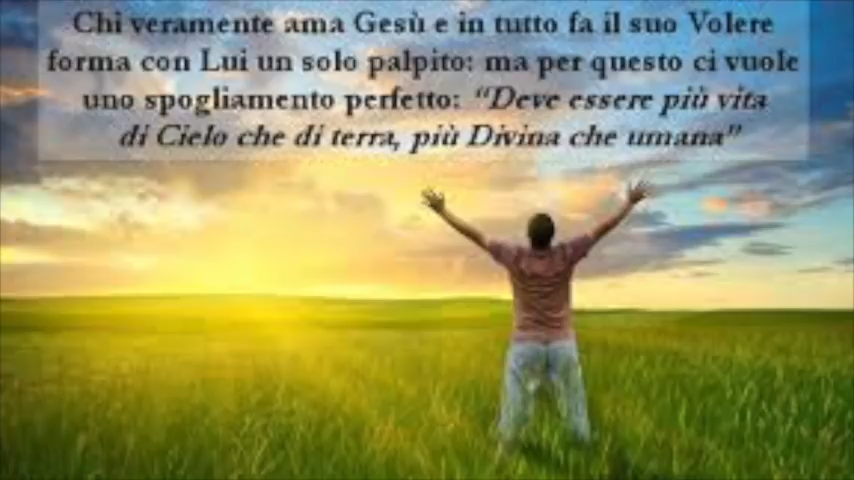 Chi veramente ama Gesù e in tutto fa il suo Volere
forma con Lui un solo palpito: ma per questo ci vuole
uno spogliamento perfetto: “Deve essere più vita
di Cielo che di terra, più Divina che umana”